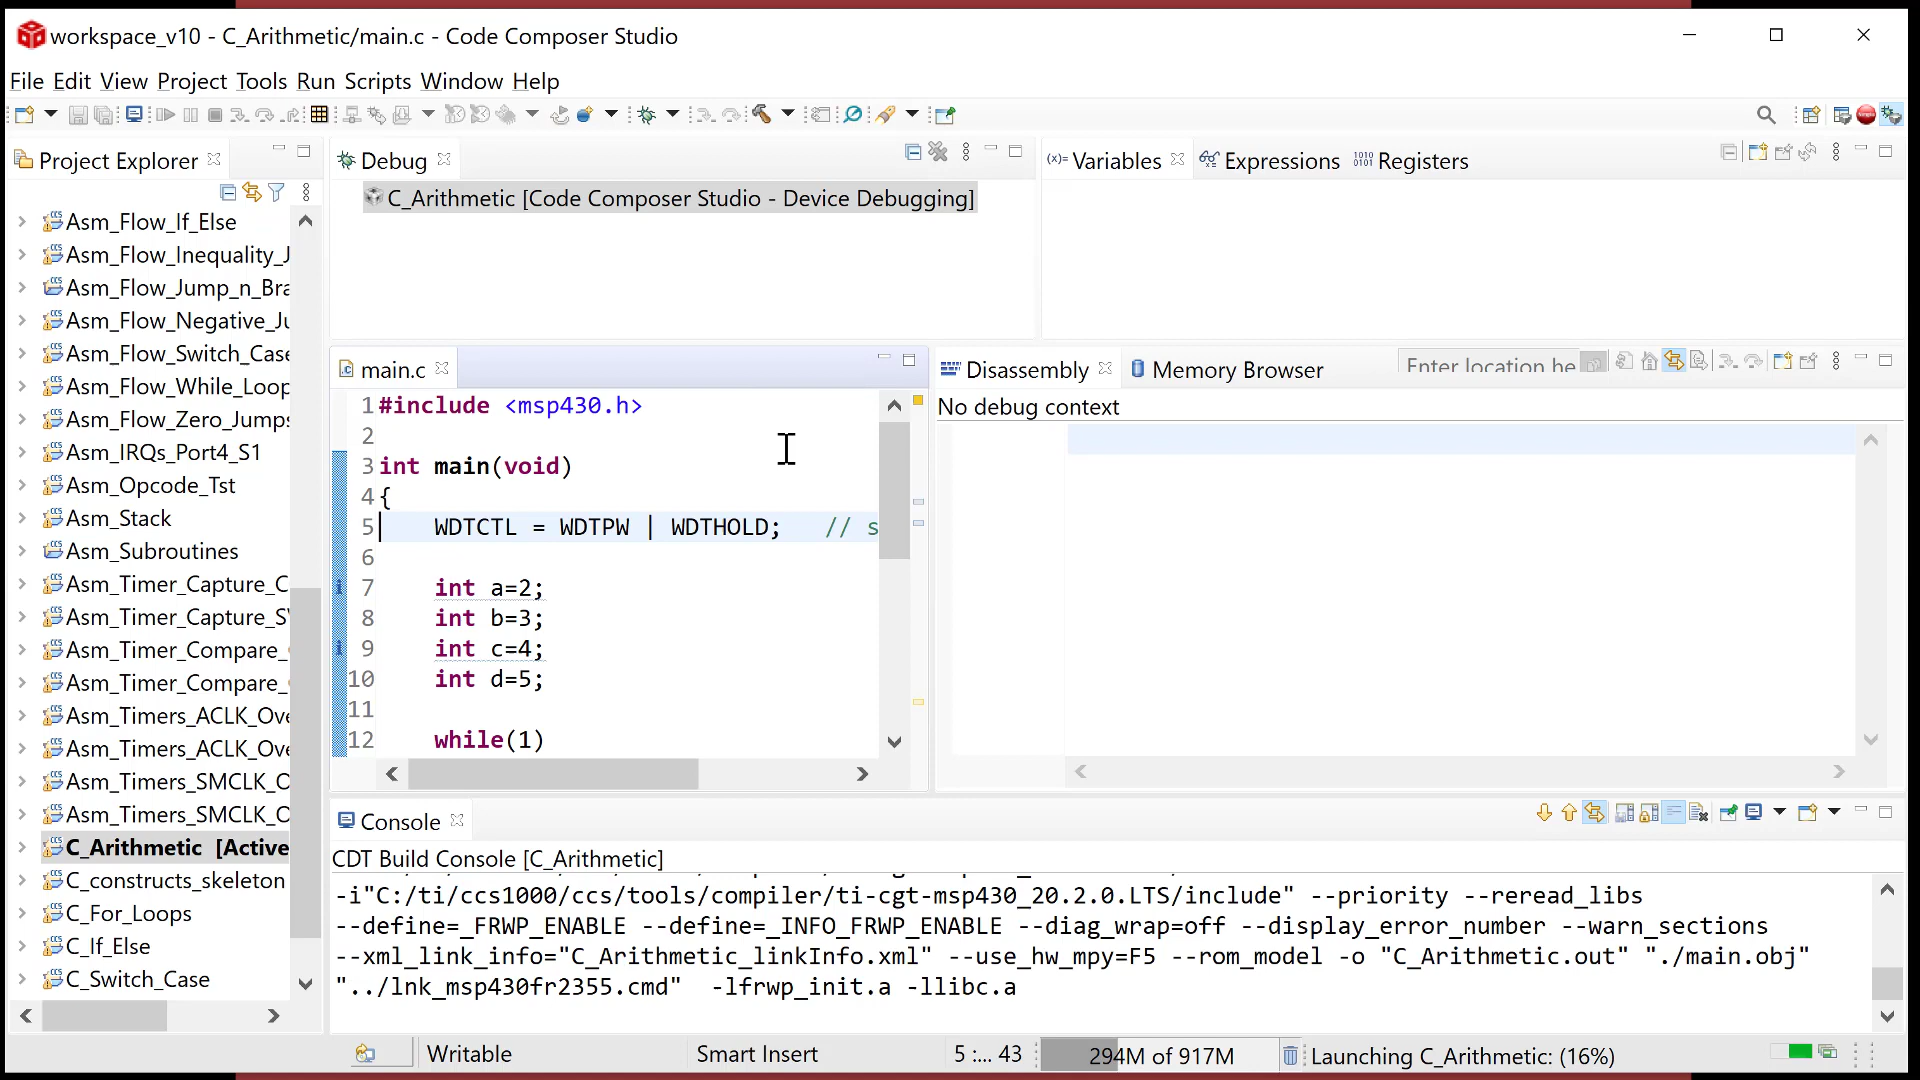 workspace_v10 - C_Arithmetic/main.c - Code Composer Studio
File Edit View Project Tools Run Scripts Window Help
Project Explorer
Asm_Flow_If_Else
Asm_Flow_Inequality_J
Asm_Flow_Jump_n_Bra
Asm_Flow_Negative_Ju
Asm_Flow_Switch_Case
Asm_Flow_While_Loop
Asm_Flow_Zero_Jumps
Asm_IRQs_Port4_S1
Asm_Opcode_Tst
Asm_Stack
Asm_Subroutines
Asm_Timer_Capture_C
Asm_Timer_Capture_S
Asm_Timer_Compare_
Asm_Timer_Compare_
Asm_Timers_ACLK_Ove
Asm_Timers_ACLK_Ove
Asm_Timers_SMCLK_O
Asm_Timers_SMCLK_O
C_Arithmetic [Active
C_constructs_skeleton
C_For_Loops
C_If_Else
C_Switch_Case
Debug
C_Arithmetic [Code Composer Studio - Device Debugging]
(x)= Variables Expressions Registers
main.c
1 #include <msp430.h>
2
3 int main(void)
4 {
5 WDTCTL = WDTPW | WDTHOLD; // s
6
7 int a=2;
8 int b=3;
9 int c=4;
10 int d=5;
11
12 while(1)
Disassembly Memory Browser Enter location he
No debug context
Console
CDT Build Console [C_Arithmetic]
-i"C:/ti/ccs1000/ccs/tools/compiler/ti-cgt-msp430_20.2.0.LTS/include" --priority --reread_libs
--define=_FRWP_ENABLE --define=_INFO_FRWP_ENABLE --diag_wrap=off --display_error_number --warn_sections
--xml_link_info="C_Arithmetic_linkInfo.xml" --use_hw_mpy=F5 --rom_model -o "C_Arithmetic.out" "./main.obj"
"../lnk_msp430fr2355.cmd" -lfrwp_init.a -llibc.a
Writable Smart Insert 5 :... 43 294M of 917M Launching C_Arithmetic: (16%)